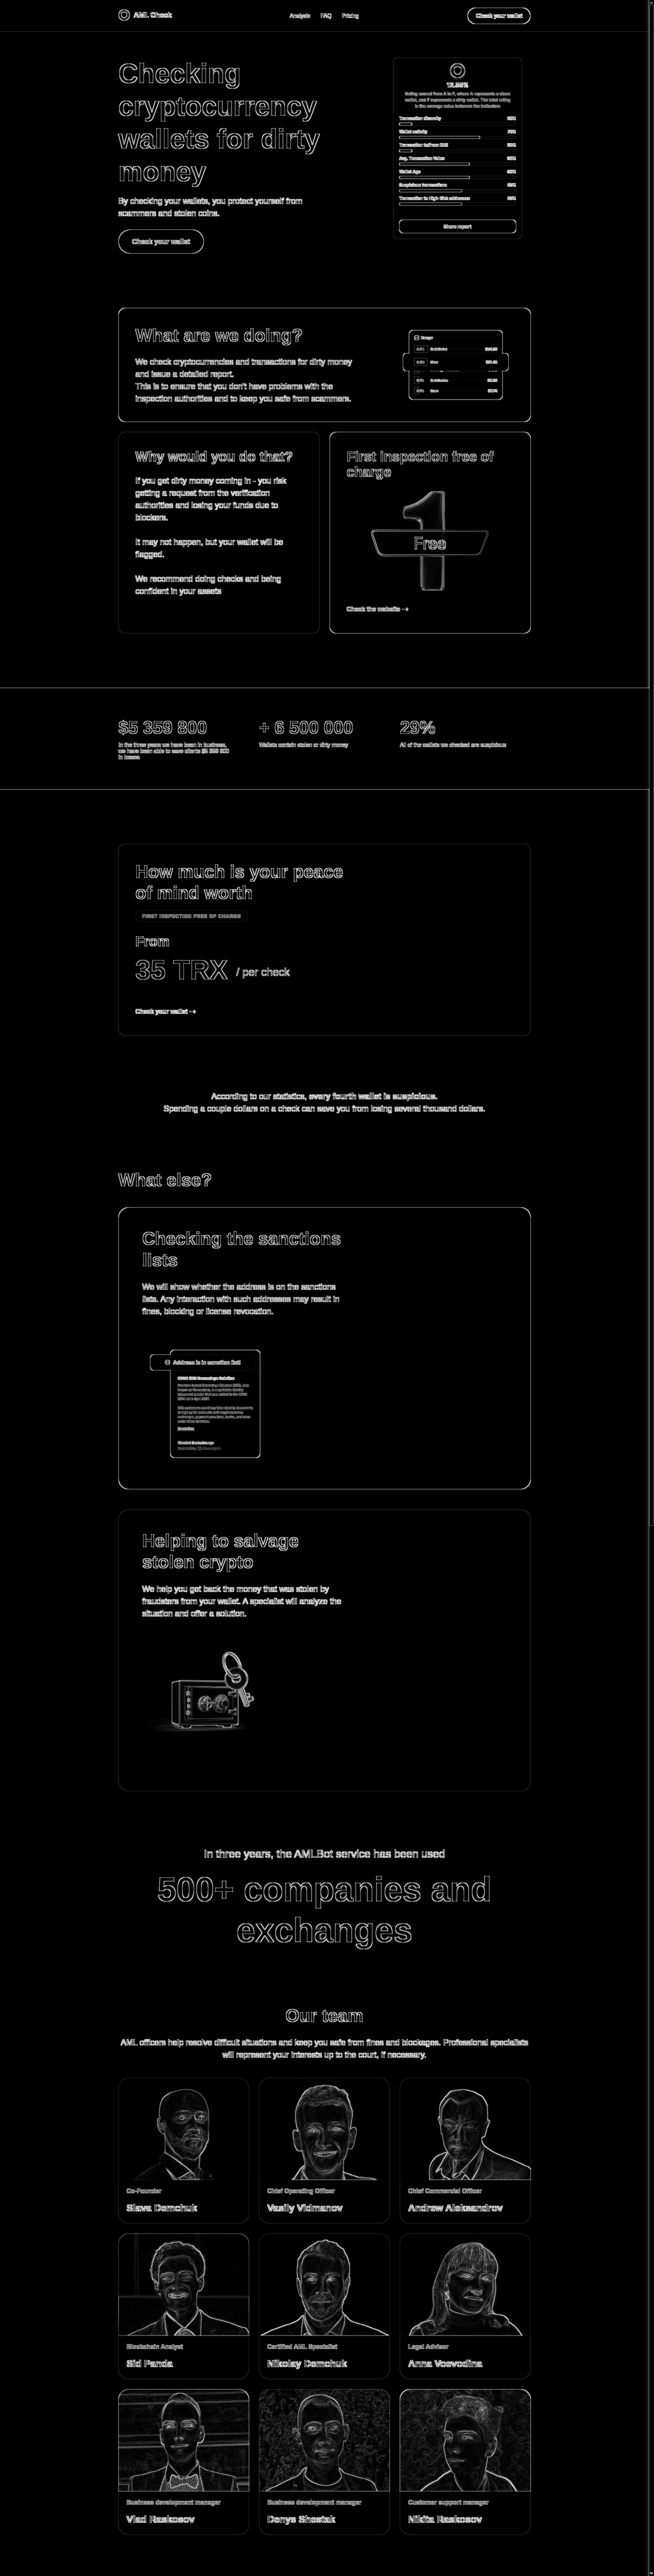 AML Check
Analysis FAQ Pricing
Check your wallet
Checking
cryptocurrency
wallets for dirty
money
By checking your wallets, you protect yourself from
scammers and stolen coins.
Check your wallet
Rating scored from A to F, where A represents a clean
wallet, and F represents a dirty wallet. The total rating
is the average value between the indicators
Transaction diversity
Wallet activity
Transaction to/from CEX
Avg. Transaction Value
Wallet Age
Suspicious transactions
Transaction to High-Risk addresses
Share report
What are we doing?
We check cryptocurrencies and transactions for dirty money
and issue a detailed report.
This is to ensure that you don't have problems with the
inspection authorities and to keep you safe from scammers.
Danger
Why would you do that?
If you get dirty money coming in - you risk
getting a request from the verification
authorities and losing your funds due to
blockers.
It may not happen, but your wallet will be
flagged.
We recommend doing checks and being
confident in your assets
First inspection free of
charge
1
Free
Check the website→
$5 359 800
In the three years we have been in business,
we have been able to save clients $5 359 800
in losses
+ 6 500 000
Wallets contain stolen or dirty money
29%
Al of the wallets we checked are suspicious
How much is your peace
of mind worth
FIRST INSPECTION FREE OF CHARGE
From
35 TRX / per check
Check your wallet→
According to our statistics, every fourth wallet is suspicious.
Spending a couple dollars on a check can save you from losing several thousand dollars.
What else?
Checking the sanctions
lists
We will show whether the address is on the sanctions
lists. Any interaction with such addresses may result in
fines, blocking or license revocation.
Address is in sanction list!
Helping to salvage
stolen crypto
We help you get back the money that was stolen by
fraudsters from your wallet. A specialist will analyze the
situation and offer a solution.
In three years, the AMLBot service has been used
500+ companies and
exchanges
Our team
AML officers help resolve difficult situations and keep you safe from fines and blockages. Professional specialists
will represent your interests up to the court, if necessary.
Co-Founder
Slava Demchuk
Chief Operating Officer
Vasily Vidmanov
Chief Commercial Officer
Andrew Aleksandrov
Blockchain Analyst
Sid Panda
Certified AML Specialist
Nikolay Demchuk
Legal Advisor
Anna Voevodina
Business development manager
Vlad Raskosov
Business development manager
Denys Shostak
Customer support manager
Nikita Raskosov